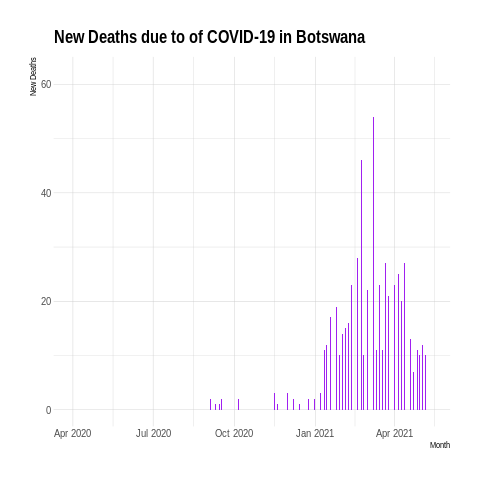 New Deaths due to of COVID-19 in Botswana
New Deaths
60
40
20
0
Apr 2020 Jul 2020 Oct 2020 Jan 2021 Apr 2021
Month